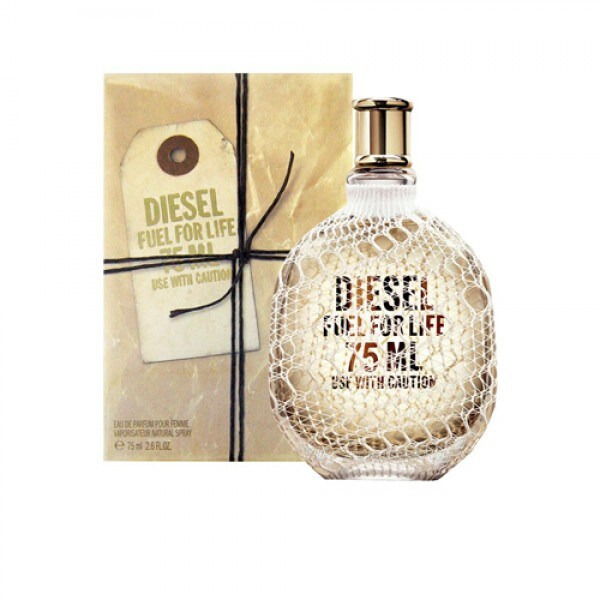 DIESEL
FUEL FOR LIFE
75 ML
USE WITH CAUTION
EAU DE PARFUM POUR FEMME
VAPORISATEUR NATURAL SPRAY
℮ 75 ml 2.6 FL.OZ.
DIESEL
FUEL FOR LIFE
75 ML
USE WITH CAUTION